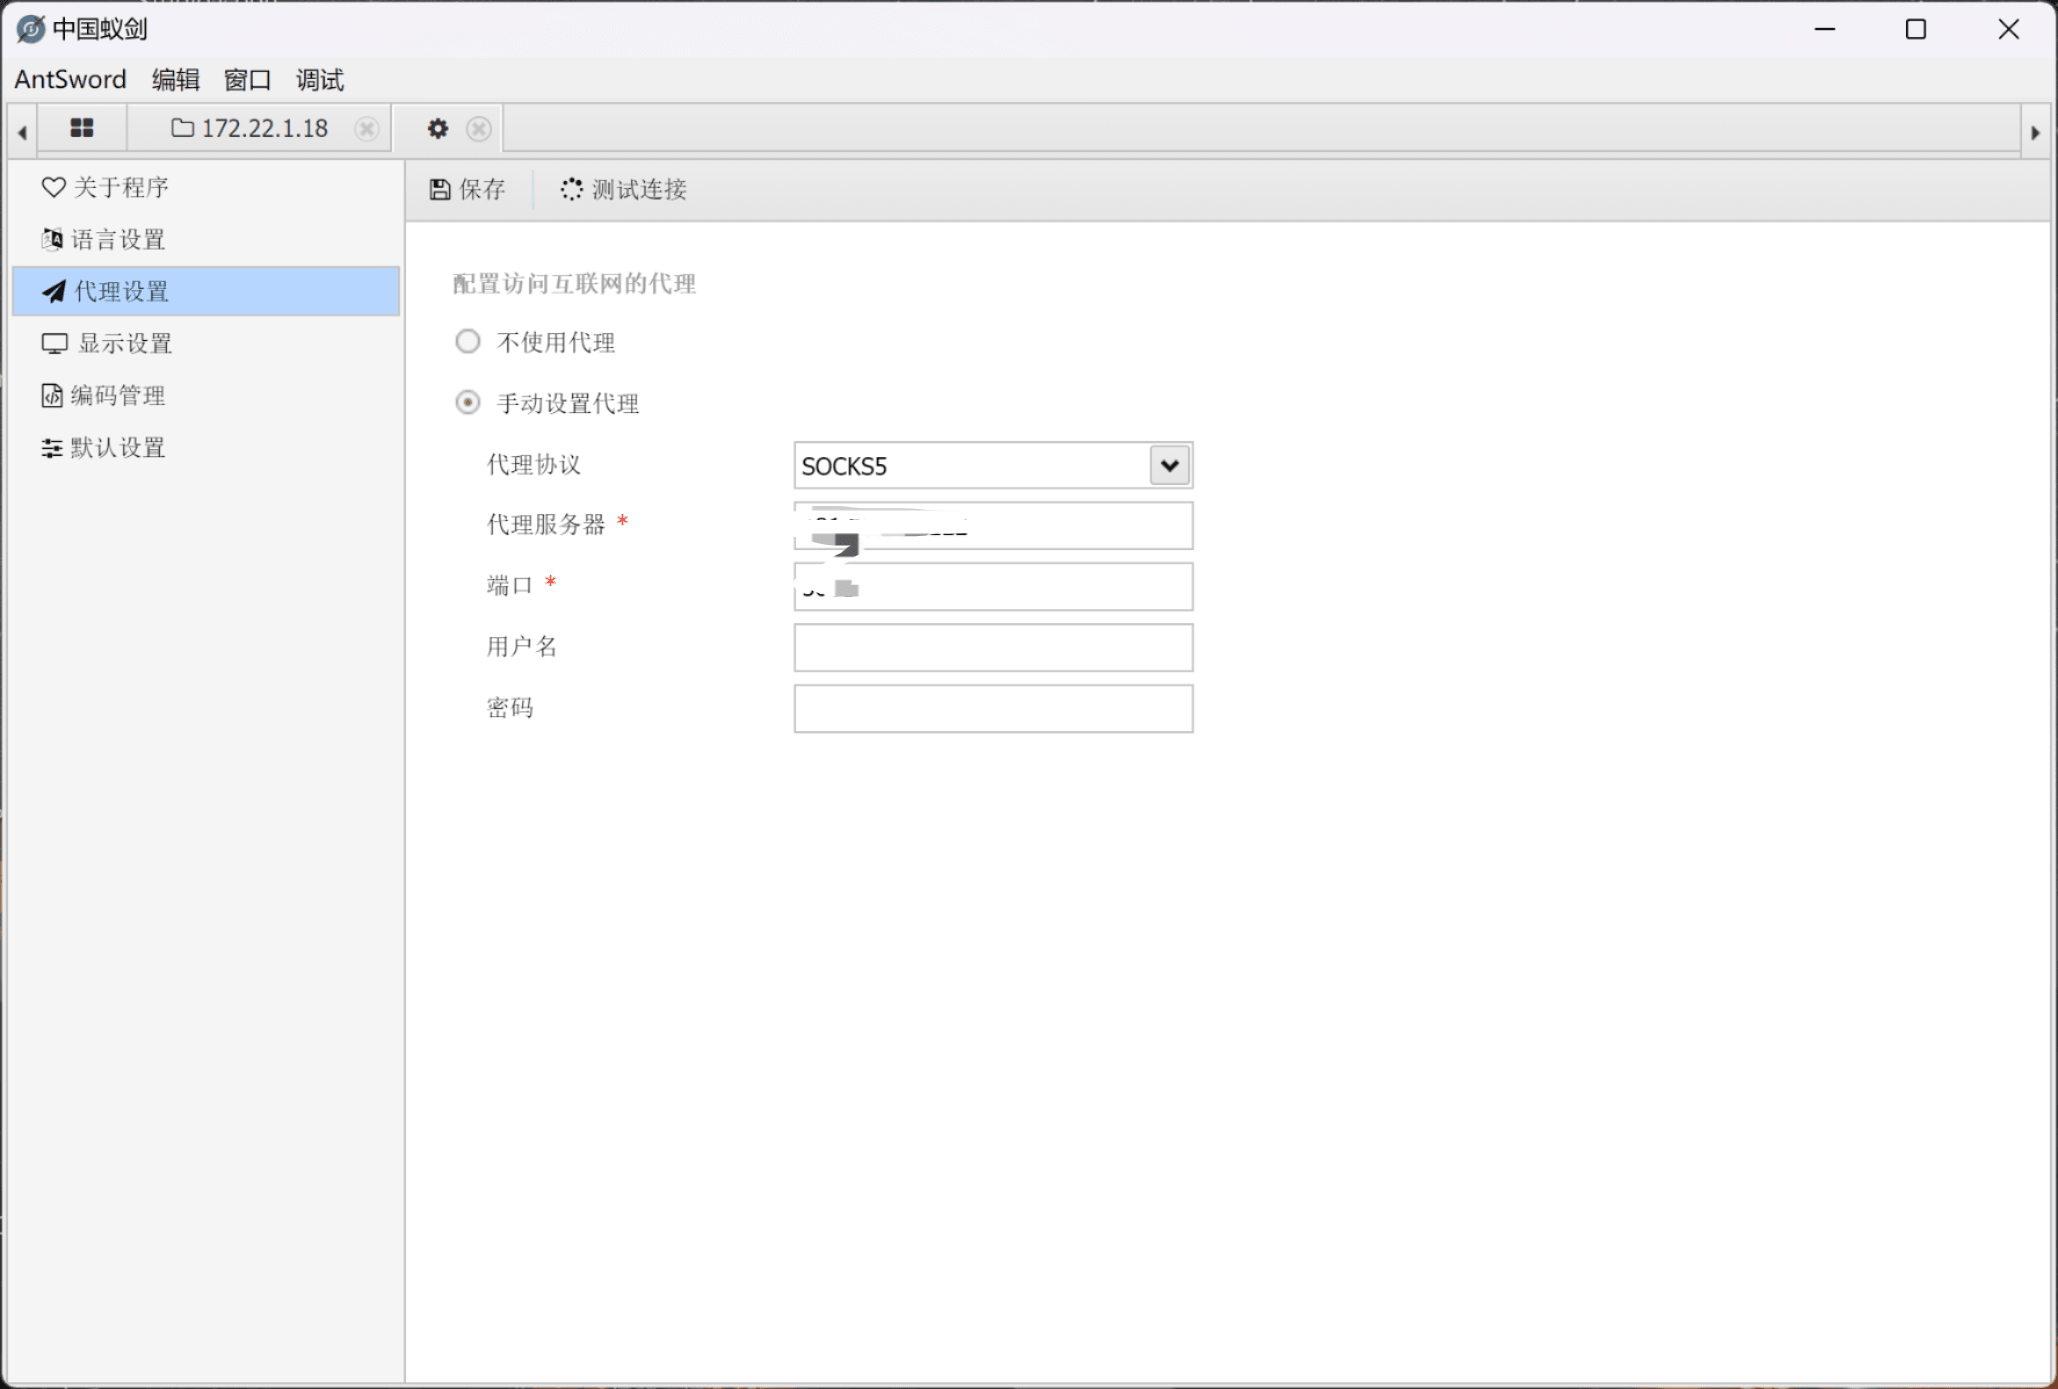 中国蚁剑
AntSword 编辑 窗口 调试
172.22.1.18
关于程序
语言设置
代理设置
显示设置
编码管理
默认设置
保存 测试连接
配置访问互联网的代理
不使用代理
手动设置代理
代理协议 SOCKS5
代理服务器 *
端口 *
用户名
密码